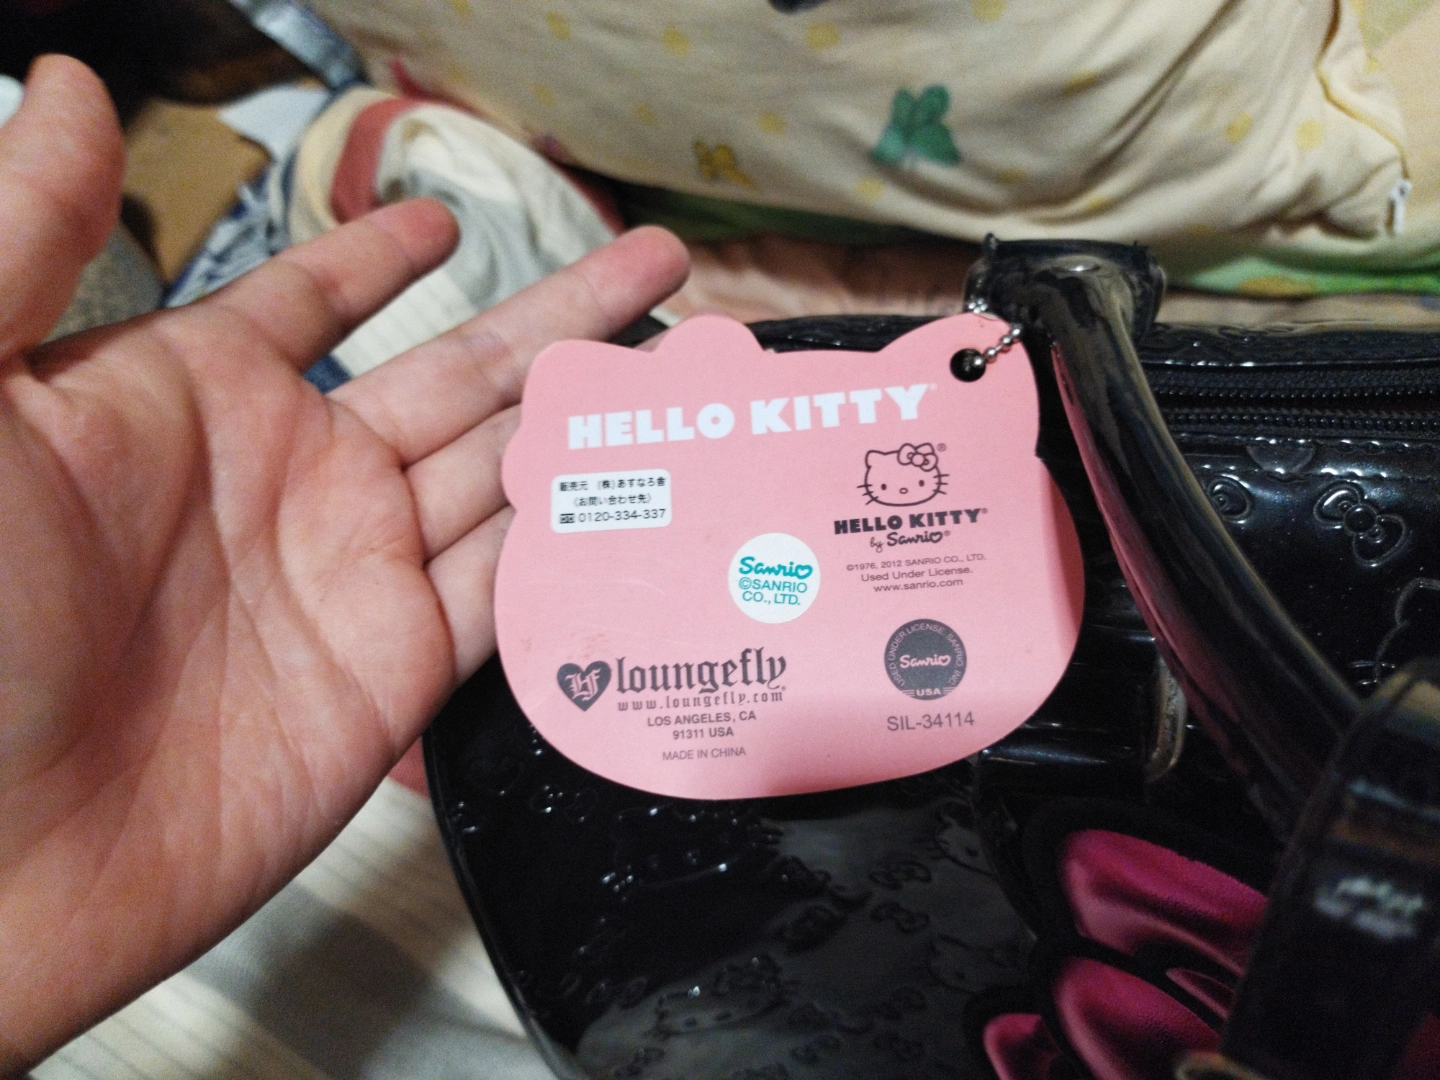 HELLO KITTY®
販売元 (株)あすなろ舎
(お問い合わせ先)
0120-334-337
®
HELLO KITTY®
by Sanrio®
©1976, 2012 SANRIO CO., LTD.
Used Under License.
www.sanrio.com
Sanrio
©SANRIO
CO., LTD.
LF
loungefly®
www.loungefly.com
LOS ANGELES, CA
91311 USA
MADE IN CHINA
USED UNDER LICENSE. SANRIO INC.
Sanrio
USA
SIL-34114